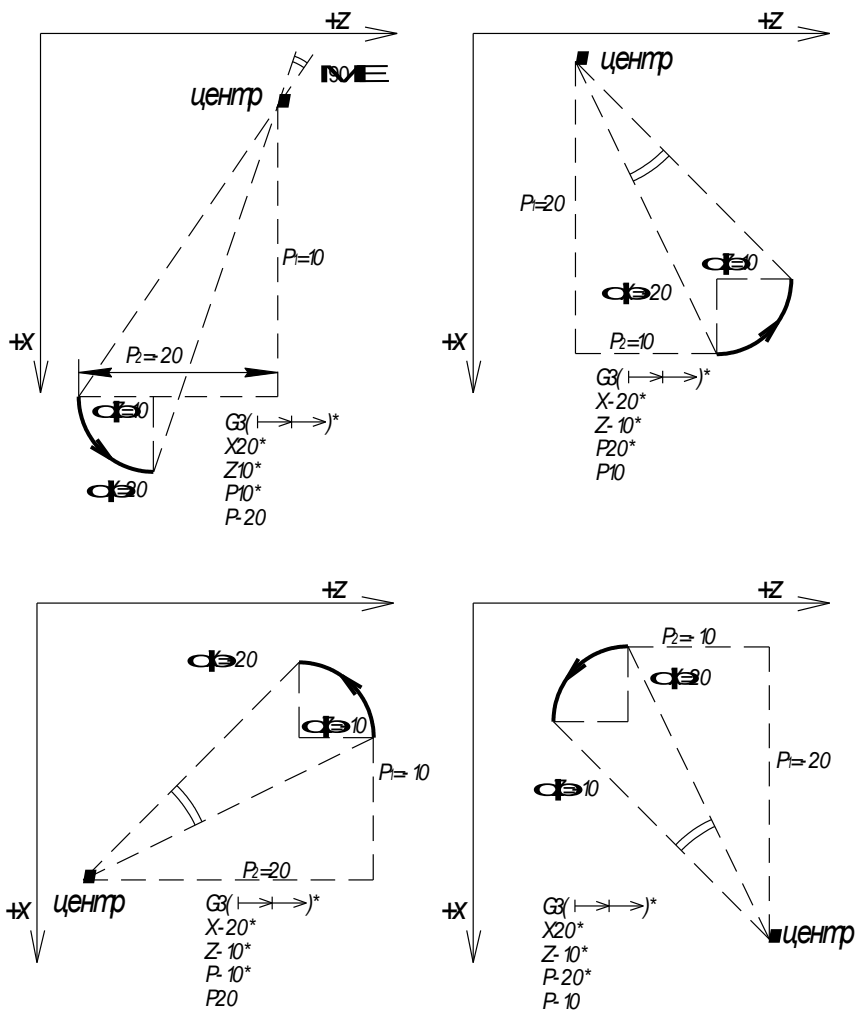 +Z
центр
P1=10
+X
P2=-20
G3( )*
X20*
Z10*
P10*
P-20
+Z
центр
P1=20
P2=10
G3( )*
X-20*
Z-10*
P20*
P10
+Z
P1=-10
P2=20
центр
+X
G3( )*
X-20*
Z-10*
P-10*
P20
+Z
P2=-10
P1=-20
+X
центр
G3( )*
X20*
Z-10*
P-20*
P-10